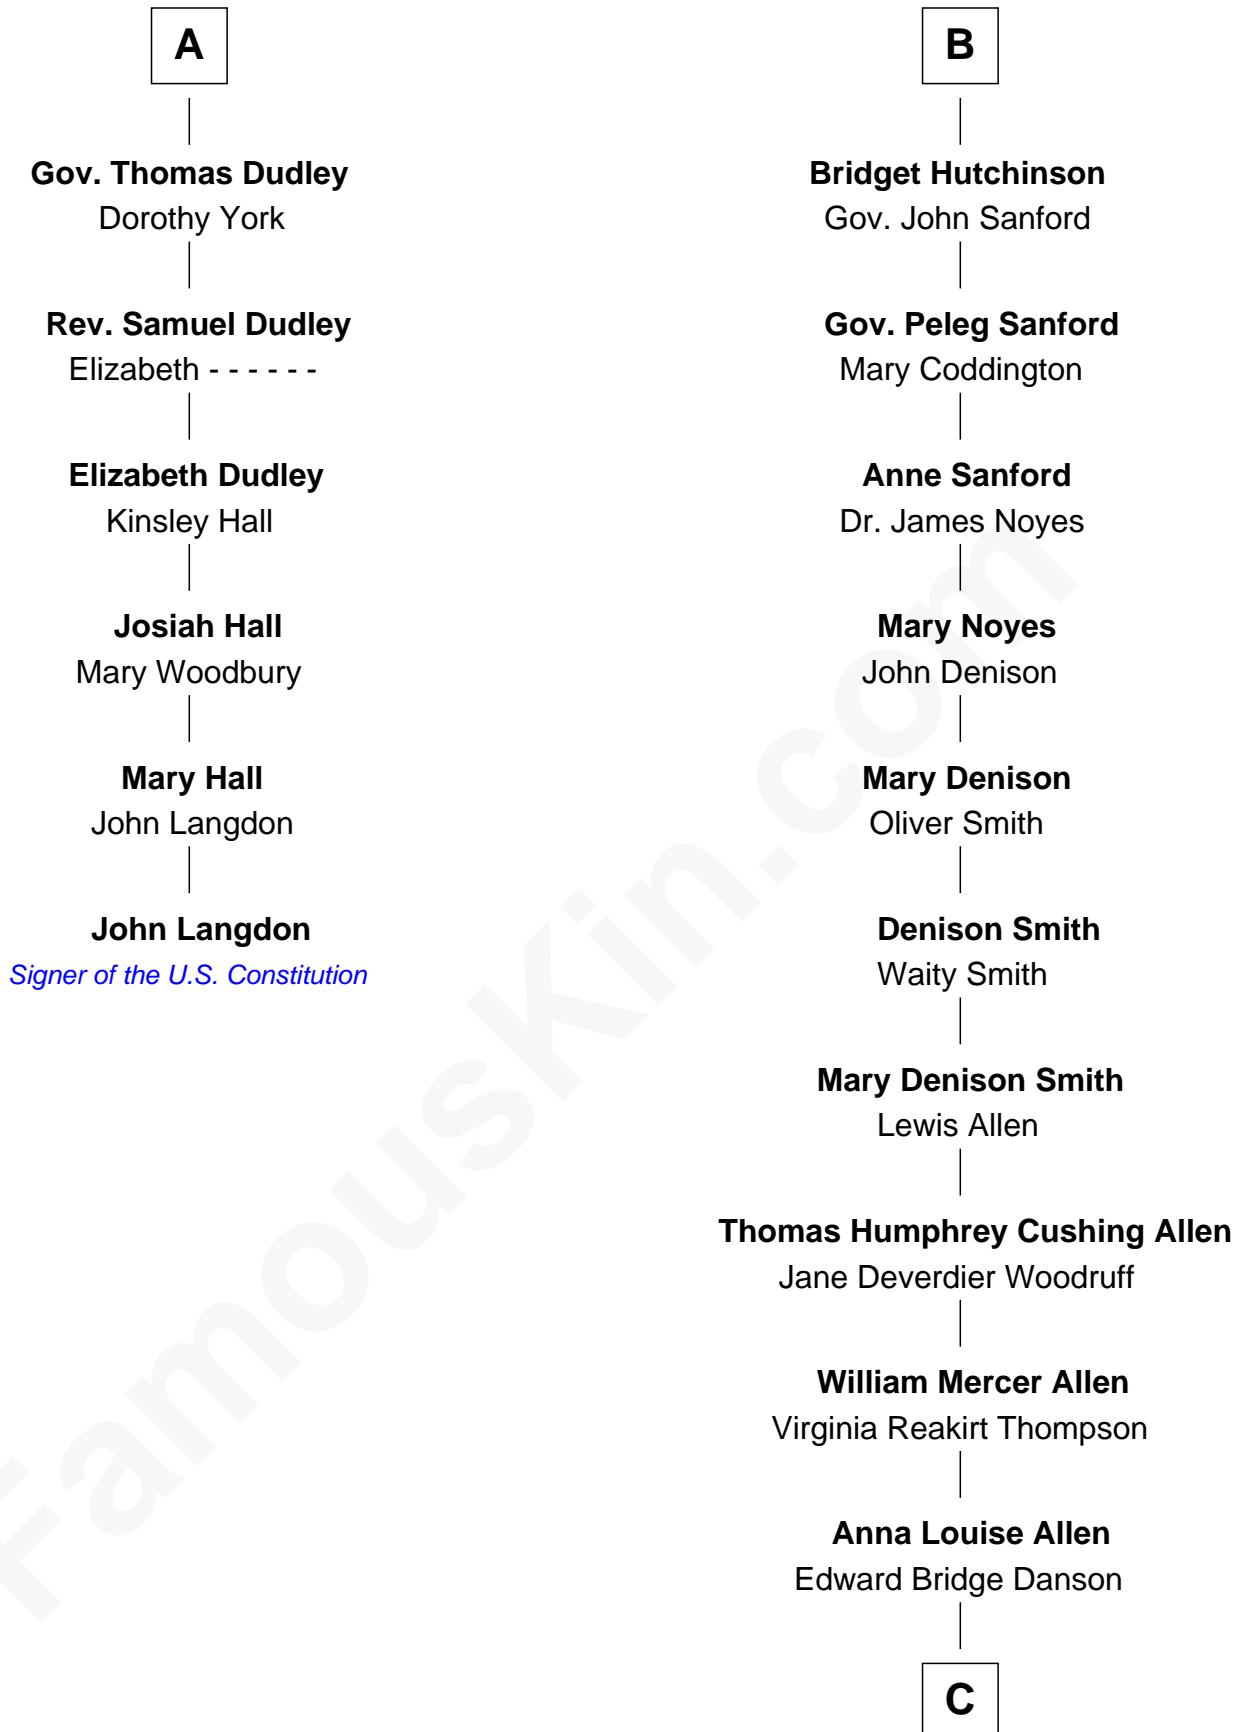 A
Gov. Thomas Dudley
Dorothy York
Rev. Samuel Dudley
Elizabeth - - - - - -
Elizabeth Dudley
Kinsley Hall
Josiah Hall
Mary Woodbury
Mary Hall
John Langdon
John Langdon
Signer of the U.S. Constitution
B
Bridget Hutchinson
Gov. John Sanford
Gov. Peleg Sanford
Mary Coddington
Anne Sanford
Dr. James Noyes
Mary Noyes
John Denison
Mary Denison
Oliver Smith
Denison Smith
Waity Smith
Mary Denison Smith
Lewis Allen
Thomas Humphrey Cushing Allen
Jane Deverdier Woodruff
William Mercer Allen
Virginia Reakirt Thompson
Anna Louise Allen
Edward Bridge Danson
C
FamousKin.com